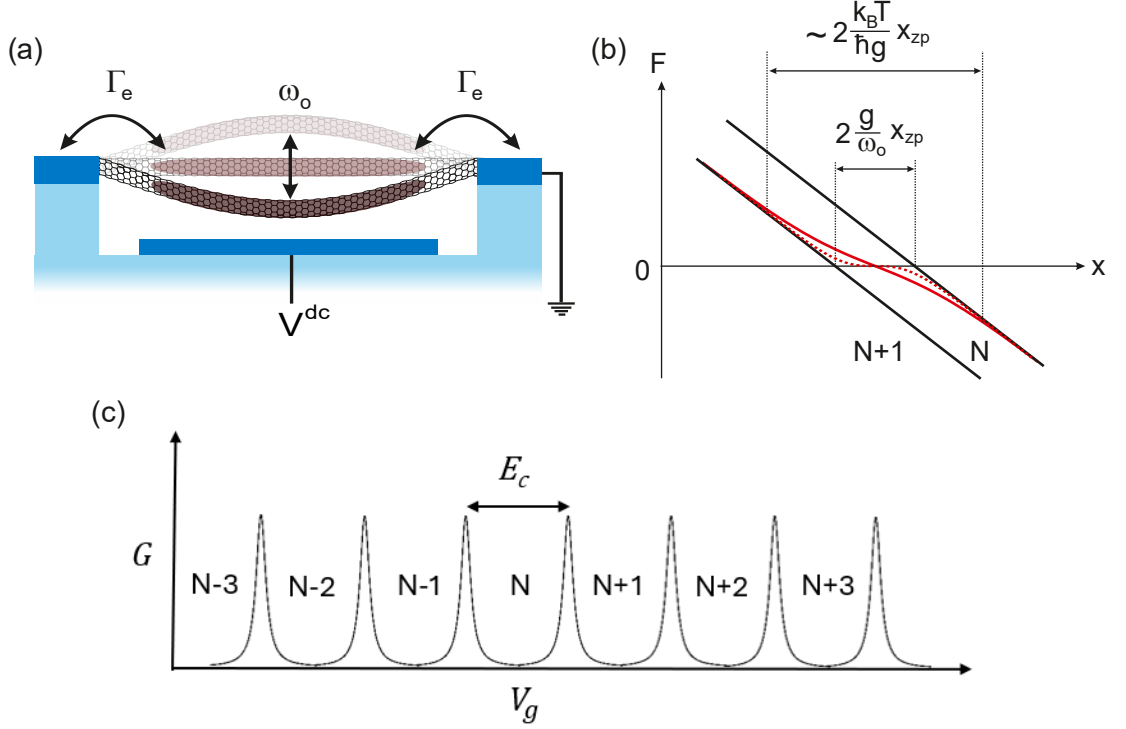 (a)
Γe
ωo
Γe
Vdc
(b)
F
~2 kBT/ħg xzp
2 g/ωo xzp
0
x
N+1
N
(c)
G
Ec
N-3
N-2
N-1
N
N+1
N+2
N+3
Vg